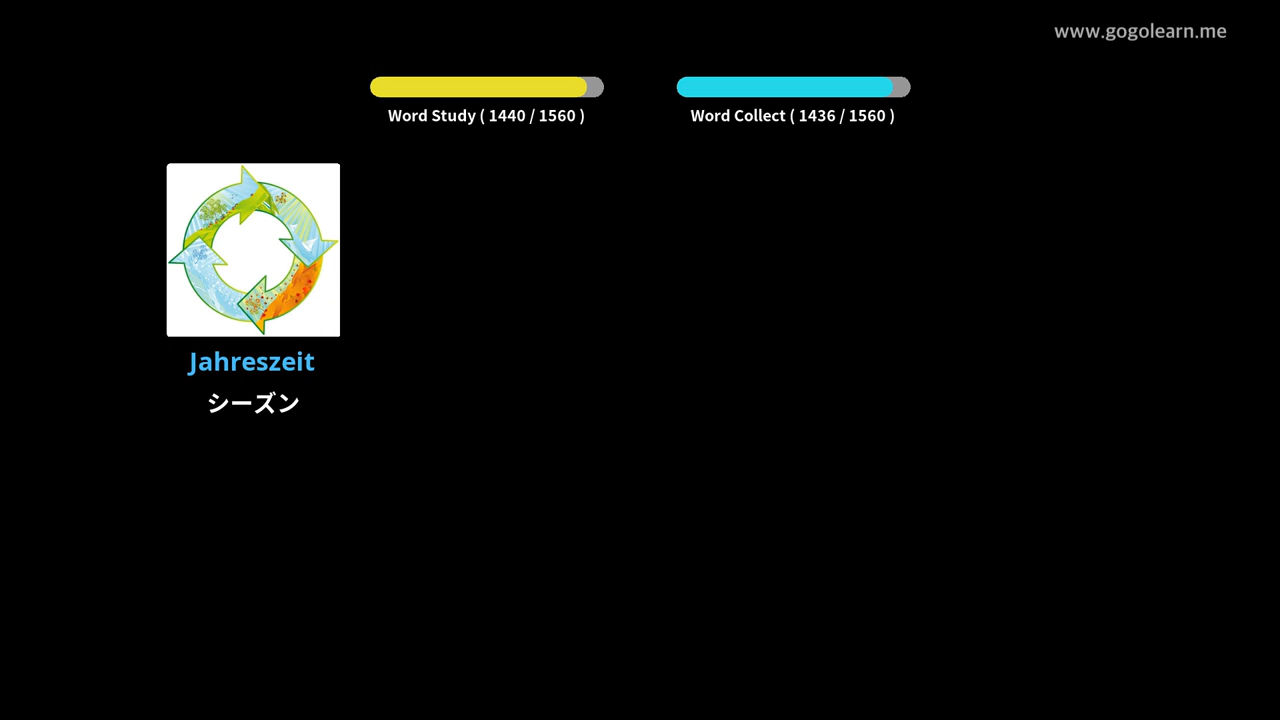 www.gogolearn.me
Word Study ( 1440 / 1560 )
Word Collect ( 1436 / 1560 )
Jahreszeit
シーズン